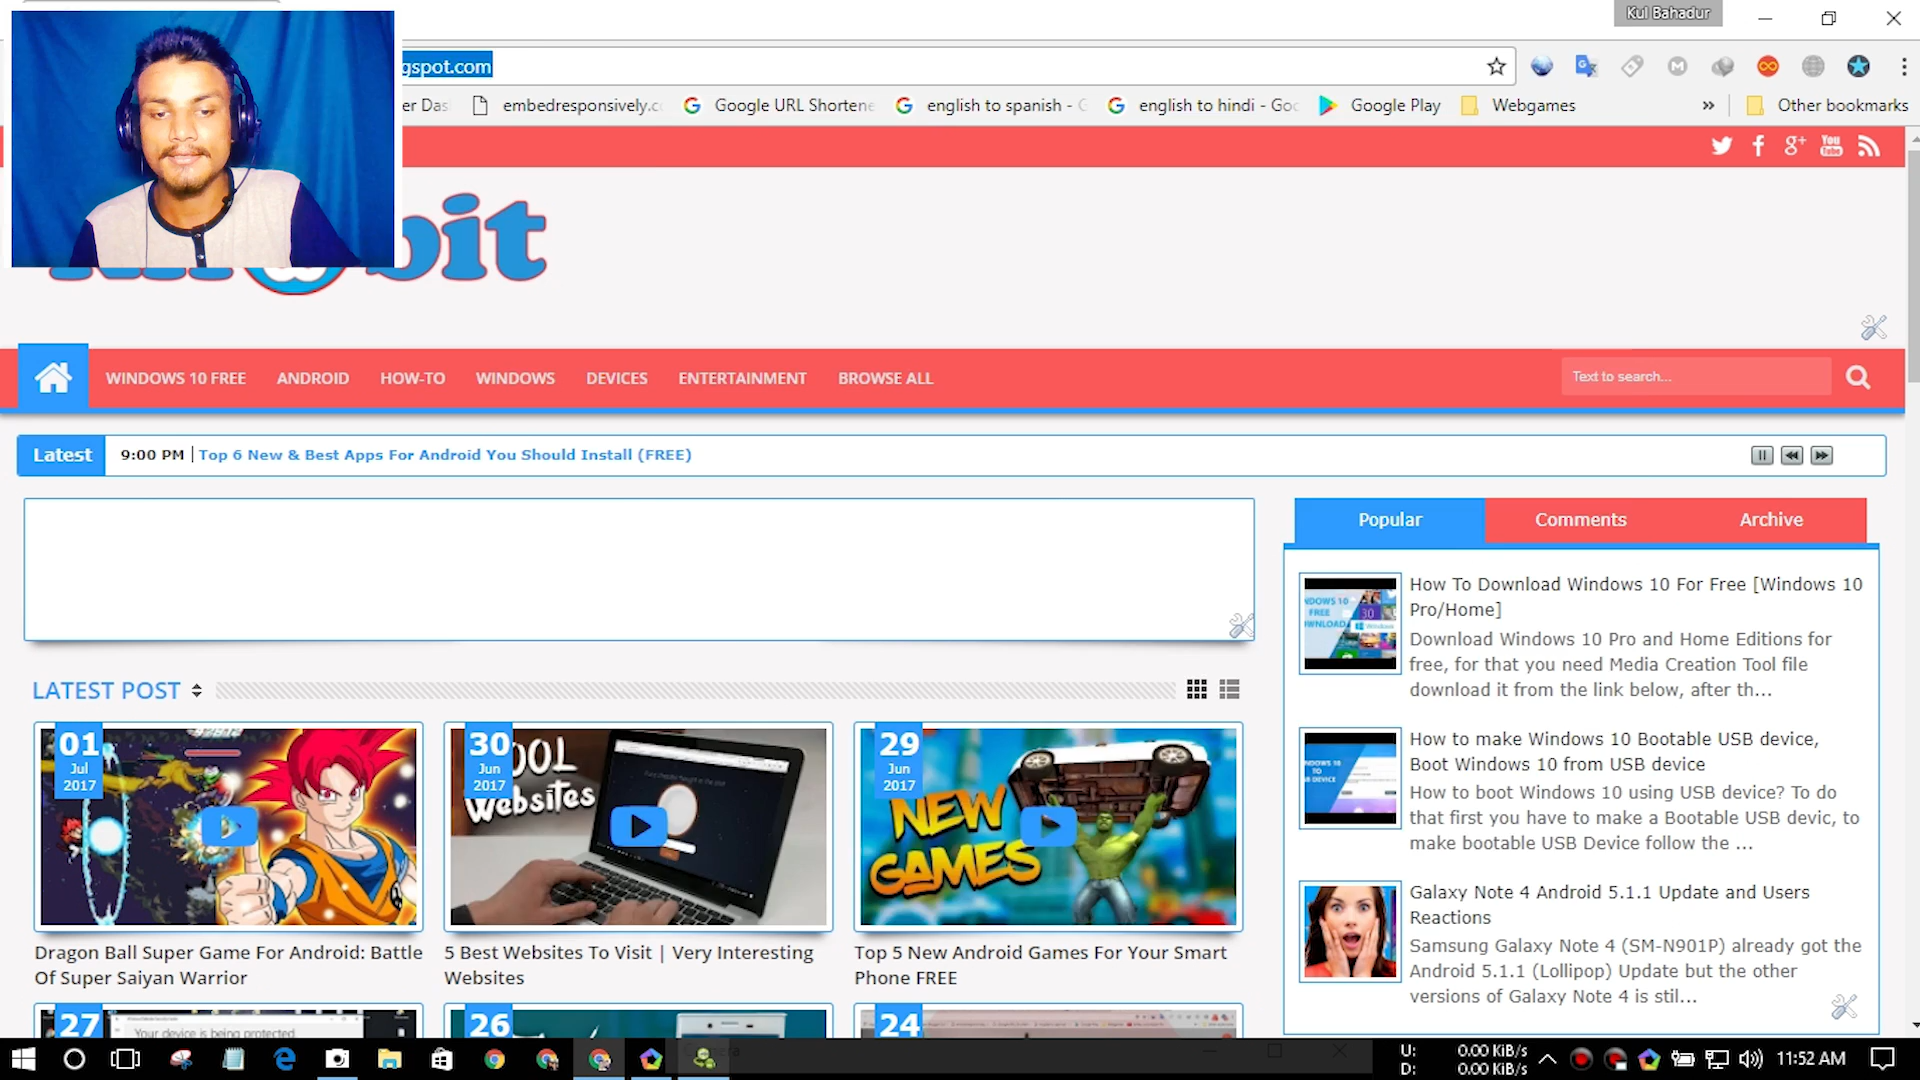 Kul Bahadur
gspot.com
er Das
embedresponsively.c
Google URL Shortene
english to spanish - G
english to hindi - Goo
Google Play
Webgames
»
Other bookmarks
You
Tube
bit
WINDOWS 10 FREE
ANDROID
HOW-TO
WINDOWS
DEVICES
ENTERTAINMENT
BROWSE ALL
Text to search...
Latest
9:00 PM
Top 6 New & Best Apps For Android You Should Install (FREE)
Popular
Comments
Archive
How To Download Windows 10 For Free [Windows 10
Pro/Home]
Download Windows 10 Pro and Home Editions for
free, for that you need Media Creation Tool file
download it from the link below, after th...
How to make Windows 10 Bootable USB device,
Boot Windows 10 from USB device
How to boot Windows 10 using USB device? To do
that first you have to make a Bootable USB devic, to
make bootable USB Device follow the ...
Galaxy Note 4 Android 5.1.1 Update and Users
Reactions
Samsung Galaxy Note 4 (SM-N901P) already got the
Android 5.1.1 (Lollipop) Update but the other
versions of Galaxy Note 4 is stil...
LATEST POST
01
Jul
2017
30
Jun
2017
OOL
Websites
29
Jun
2017
NEW
GAMES
Dragon Ball Super Game For Android: Battle
Of Super Saiyan Warrior
5 Best Websites To Visit | Very Interesting
Websites
Top 5 New Android Games For Your Smart
Phone FREE
27
Your device is being protected.
26
24
U: 0.00 KiB/s
D: 0.00 KiB/s
11:52 AM